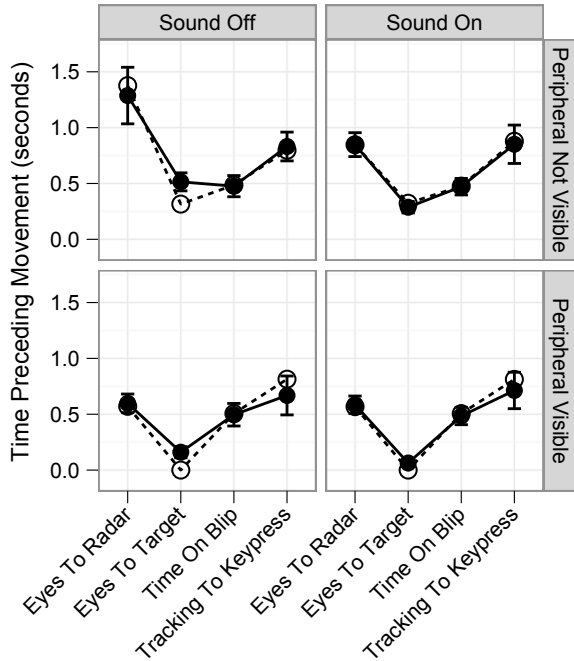 Sound Off
Sound On
Time Preceding Movement (seconds)
1.5
1.0
0.5
0.0
Peripheral Not Visible
1.5
1.0
0.5
0.0
Peripheral Visible
Eyes To Radar
Eyes To Target
Time On Blip
Tracking To Keypress
Eyes To Radar
Eyes To Target
Time On Blip
Tracking To Keypress